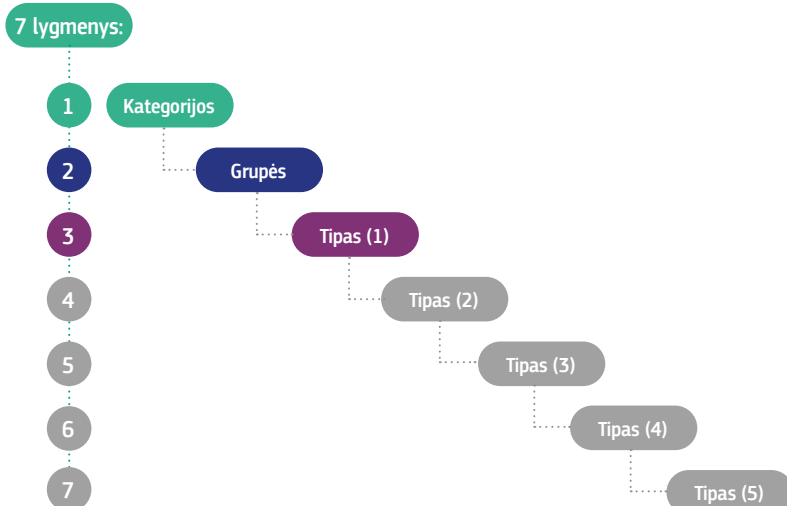 7 lygmenys:
1 Kategorijos
2 Grupės
3 Tipas (1)
4 Tipas (2)
5 Tipas (3)
6 Tipas (4)
7 Tipas (5)